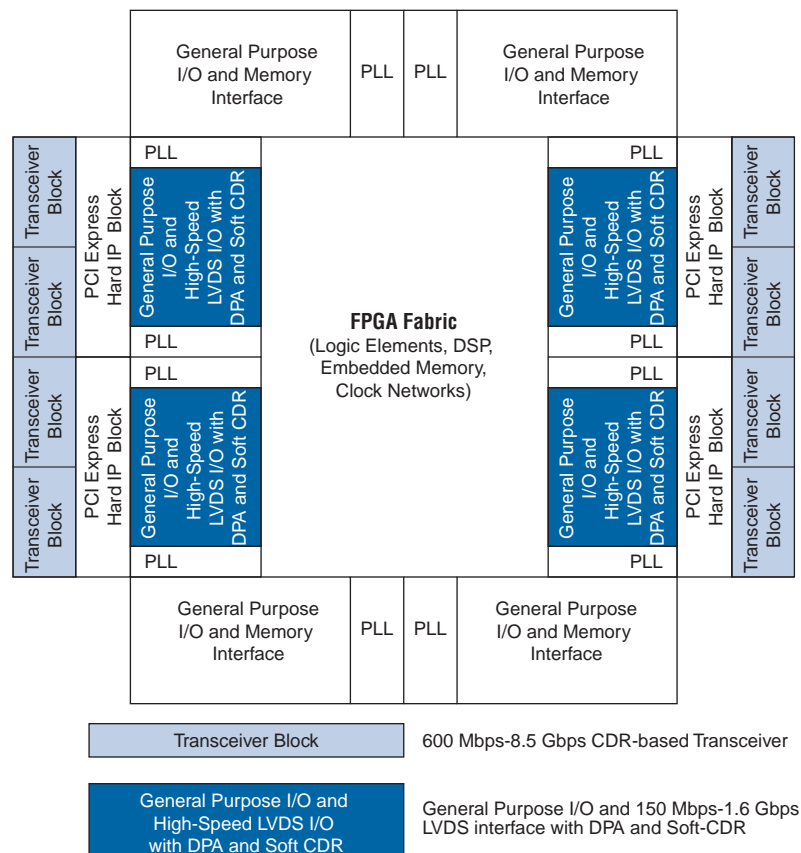 General Purpose
I/O and Memory
Interface
PLL
PLL
General Purpose
I/O and Memory
Interface
Transceiver
Block
Transceiver
Block
PCI Express
Hard IP Block
PLL
General Purpose
I/O and
High-Speed
LVDS I/O with
DPA and Soft CDR
PLL
Transceiver
Block
Transceiver
Block
PCI Express
Hard IP Block
PLL
General Purpose
I/O and
High-Speed
LVDS I/O with
DPA and Soft CDR
PLL
FPGA Fabric
(Logic Elements, DSP,
Embedded Memory,
Clock Networks)
PLL
General Purpose
I/O and
High-Speed
LVDS I/O with
DPA and Soft CDR
PLL
PCI Express
Hard IP Block
Transceiver
Block
Transceiver
Block
PLL
General Purpose
I/O and
High-Speed
LVDS I/O with
DPA and Soft CDR
PLL
PCI Express
Hard IP Block
Transceiver
Block
Transceiver
Block
General Purpose
I/O and Memory
Interface
PLL
PLL
General Purpose
I/O and Memory
Interface
Transceiver Block
600 Mbps-8.5 Gbps CDR-based Transceiver
General Purpose I/O and
High-Speed LVDS I/O
with DPA and Soft CDR
General Purpose I/O and 150 Mbps-1.6 Gbps
LVDS interface with DPA and Soft-CDR